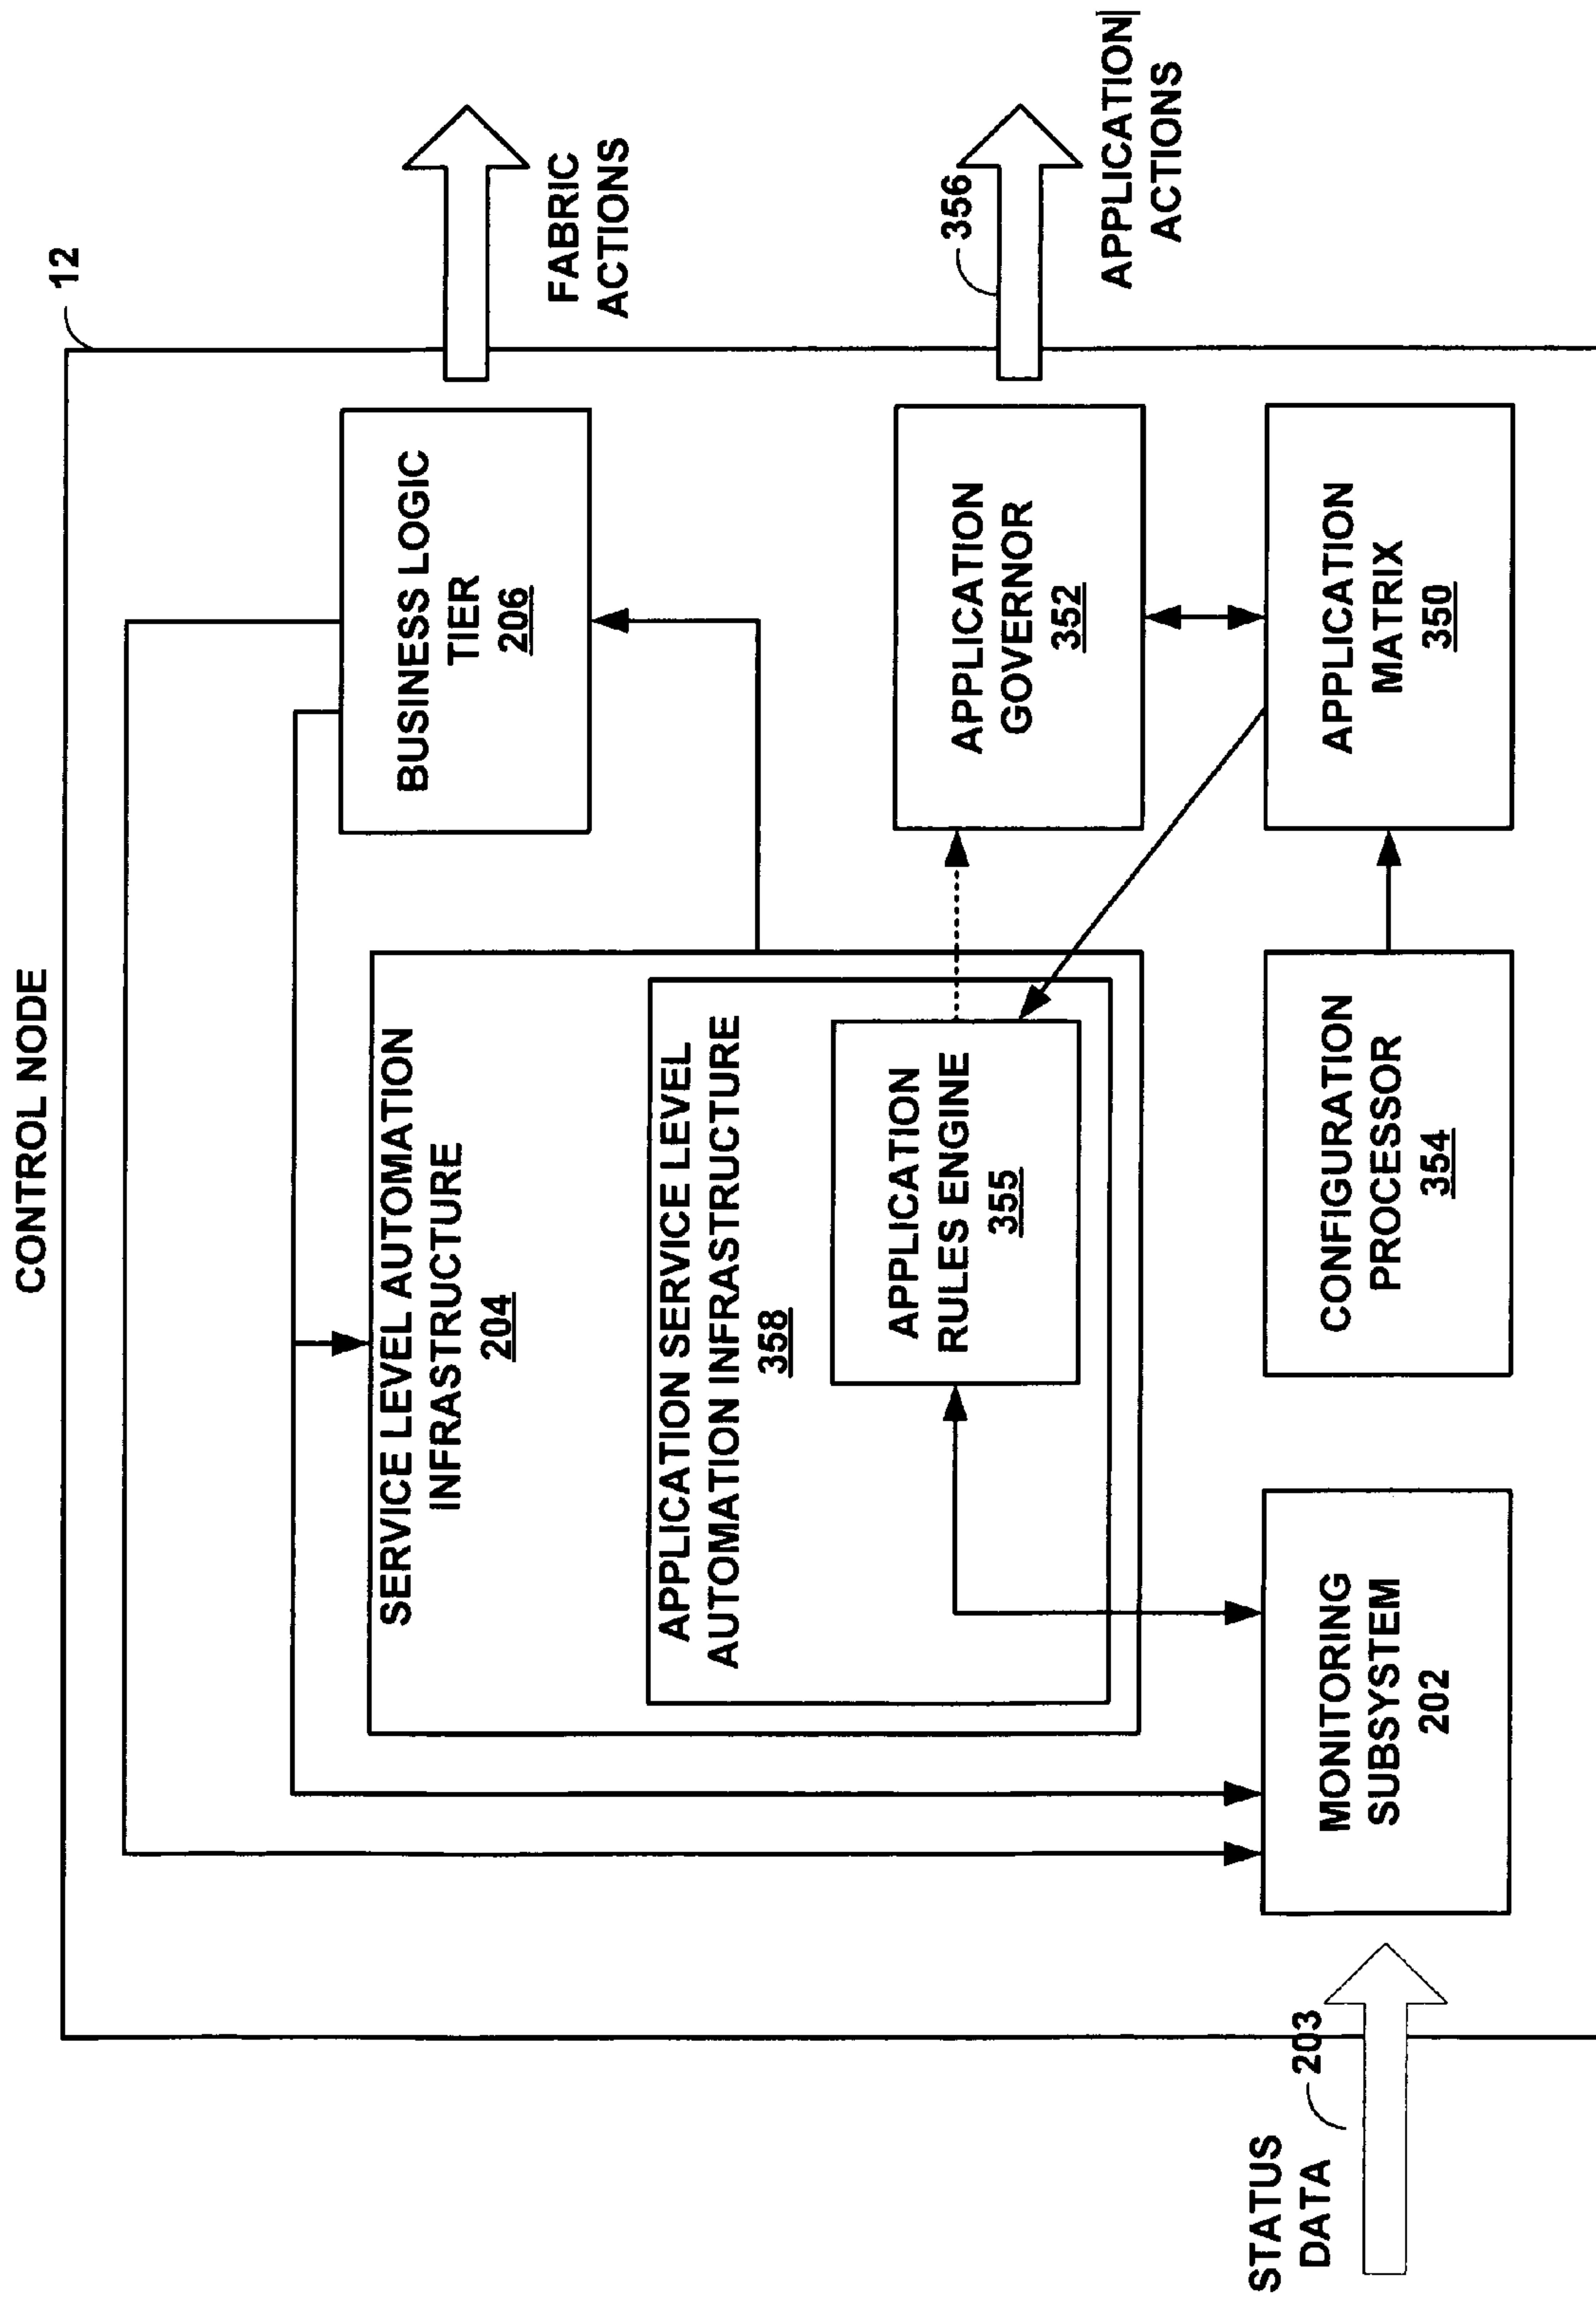 CONTROL NODE
12
BUSINESS LOGIC
TIER
206
FABRIC
ACTIONS
SERVICE LEVEL AUTOMATION
INFRASTRUCTURE
204
APPLICATION SERVICE LEVEL
AUTOMATION INFRASTRUCTURE
358
APPLICATION
RULES ENGINE
355
APPLICATION
GOVERNOR
352
356
APPLICATION
ACTIONS
STATUS
DATA
203
MONITORING
SUBSYSTEM
202
CONFIGURATION
PROCESSOR
354
APPLICATION
MATRIX
350